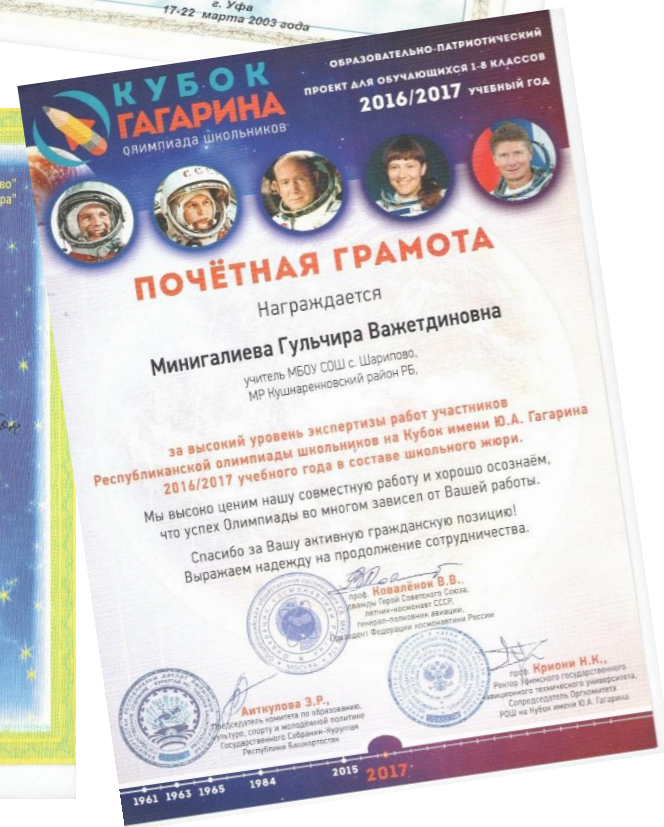 г. Уфа
17-22 марта 2003 года
во"
ра"
КУБОК
ГАГАРИНА
ОЛИМПИАДА ШКОЛЬНИКОВ
ОБРАЗОВАТЕЛЬНО-ПАТРИОТИЧЕСКИЙ
ПРОЕКТ ДЛЯ ОБУЧАЮЩИХСЯ 1-8 КЛАССОВ
2016/2017 УЧЕБНЫЙ ГОД
ПОЧЁТНАЯ ГРАМОТА
Награждается
Минигалиева Гульчира Важетдиновна
учитель МБОУ СОШ с. Шарипово,
МР Кушнаренковский район РБ,
за высокий уровень экспертизы работ участников
Республиканской олимпиады школьников на Кубок имени Ю.А. Гагарина
2016/2017 учебного года в составе школьного жюри.
Мы высоко ценим нашу совместную работу и хорошо осознаём,
что успех Олимпиады во многом зависел от Вашей работы.
Спасибо за Вашу активную гражданскую позицию!
Выражаем надежду на продолжение сотрудничества.
проф. Ковалёнок В.В.,
дважды Герой Советского Союза,
лётчик-космонавт СССР,
генерал-полковник авиации,
Президент Федерации космонавтики России
проф. Криони Н.К.,
Ректор Уфимского государственного
авиационного технического университета,
Сопредседатель Оргкомитета
РОШ на Кубок имени Ю.А. Гагарина
Аиткулова Э.Р.,
Председатель комитета по образованию,
культуре, спорту и молодёжной политике
Государственного Собрания-Курултая
Республики Башкортостан
1961 1963 1965 1984 2015 2017